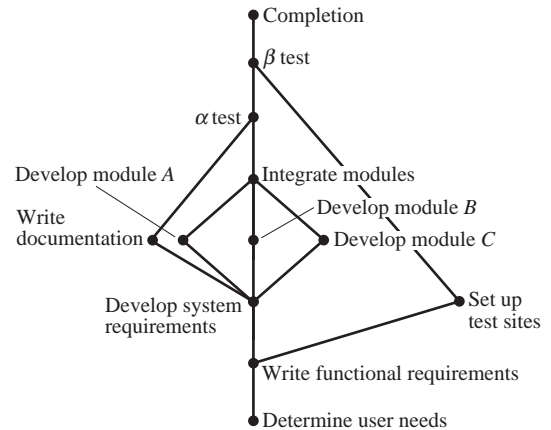 Completion
β test
α test
Develop module A
Integrate modules
Develop module B
Write
documentation
Develop module C
Develop system
requirements
Set up
test sites
Write functional requirements
Determine user needs